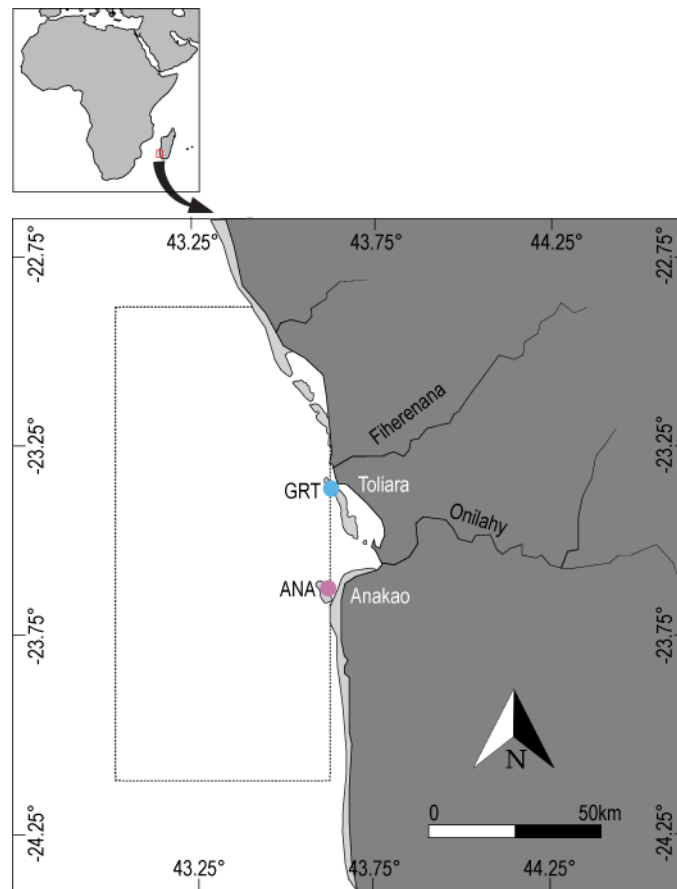 43.25° 43.75° 44.25°
-22.75° -22.75°
Fiherenana
-23.25° -23.25°
GRT Toliara
Onilahy
ANA Anakao
-23.75° -23.75°
N
0 50km
-24.25° -24.25°
43.25° 43.75° 44.25°